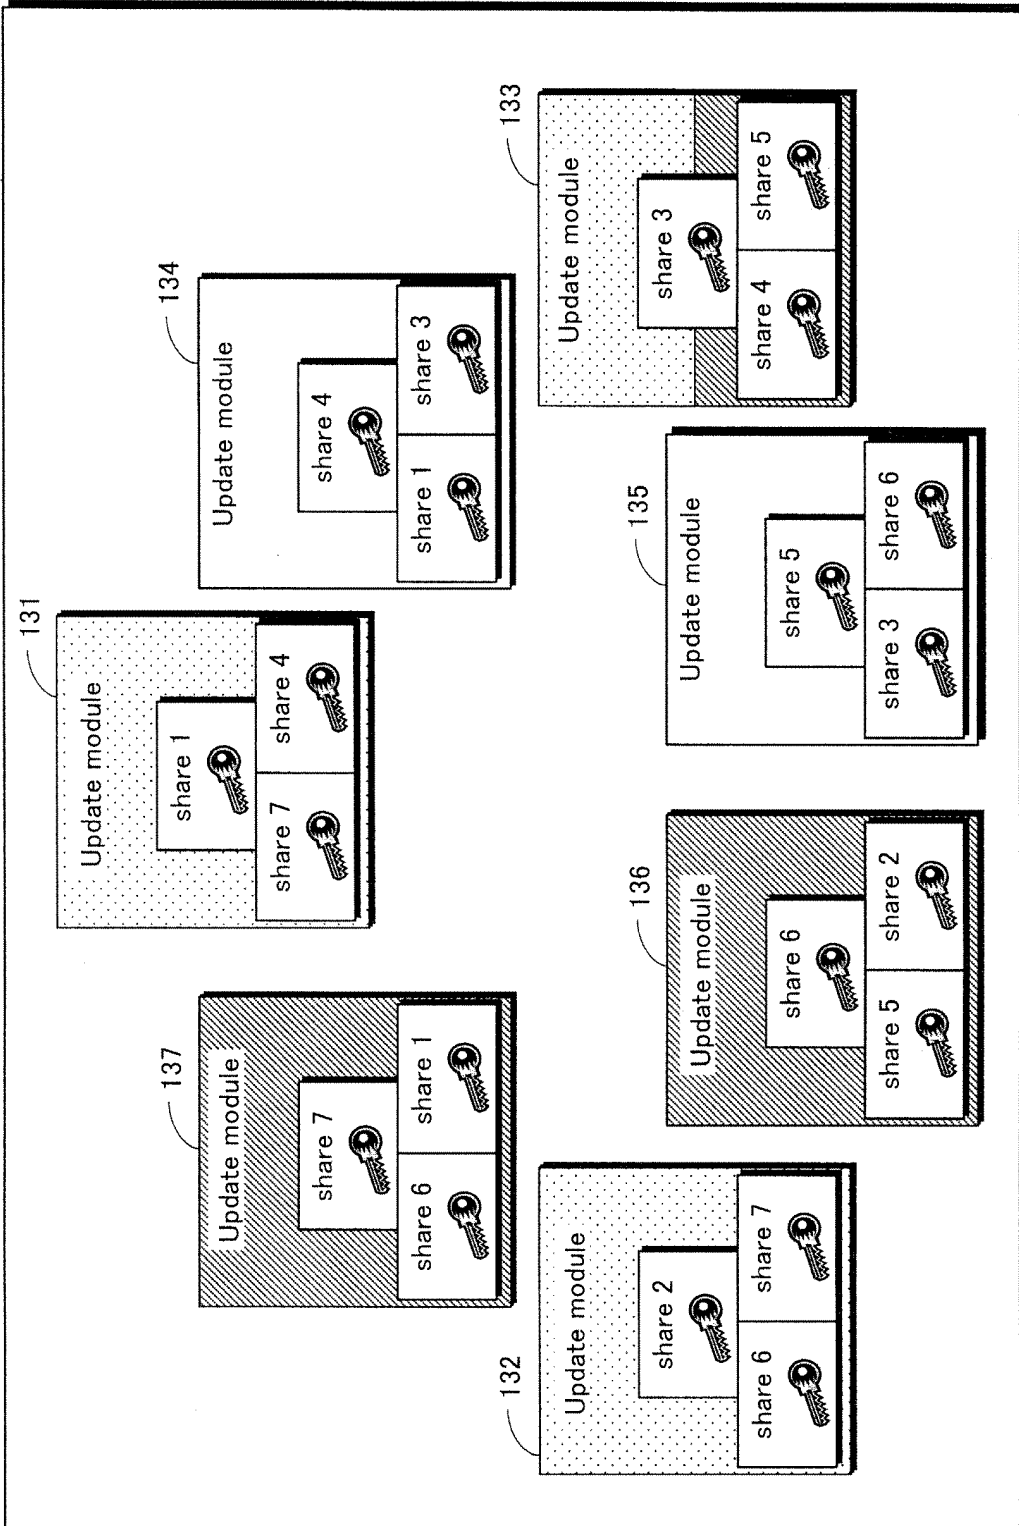 131
Update module
share 1
share 7
share 4
137
Update module
share 7
share 6
share 1
134
Update module
share 4
share 1
share 3
132
Update module
share 2
share 6
share 7
133
Update module
share 3
share 4
share 5
136
Update module
share 6
share 5
share 2
135
Update module
share 5
share 3
share 6